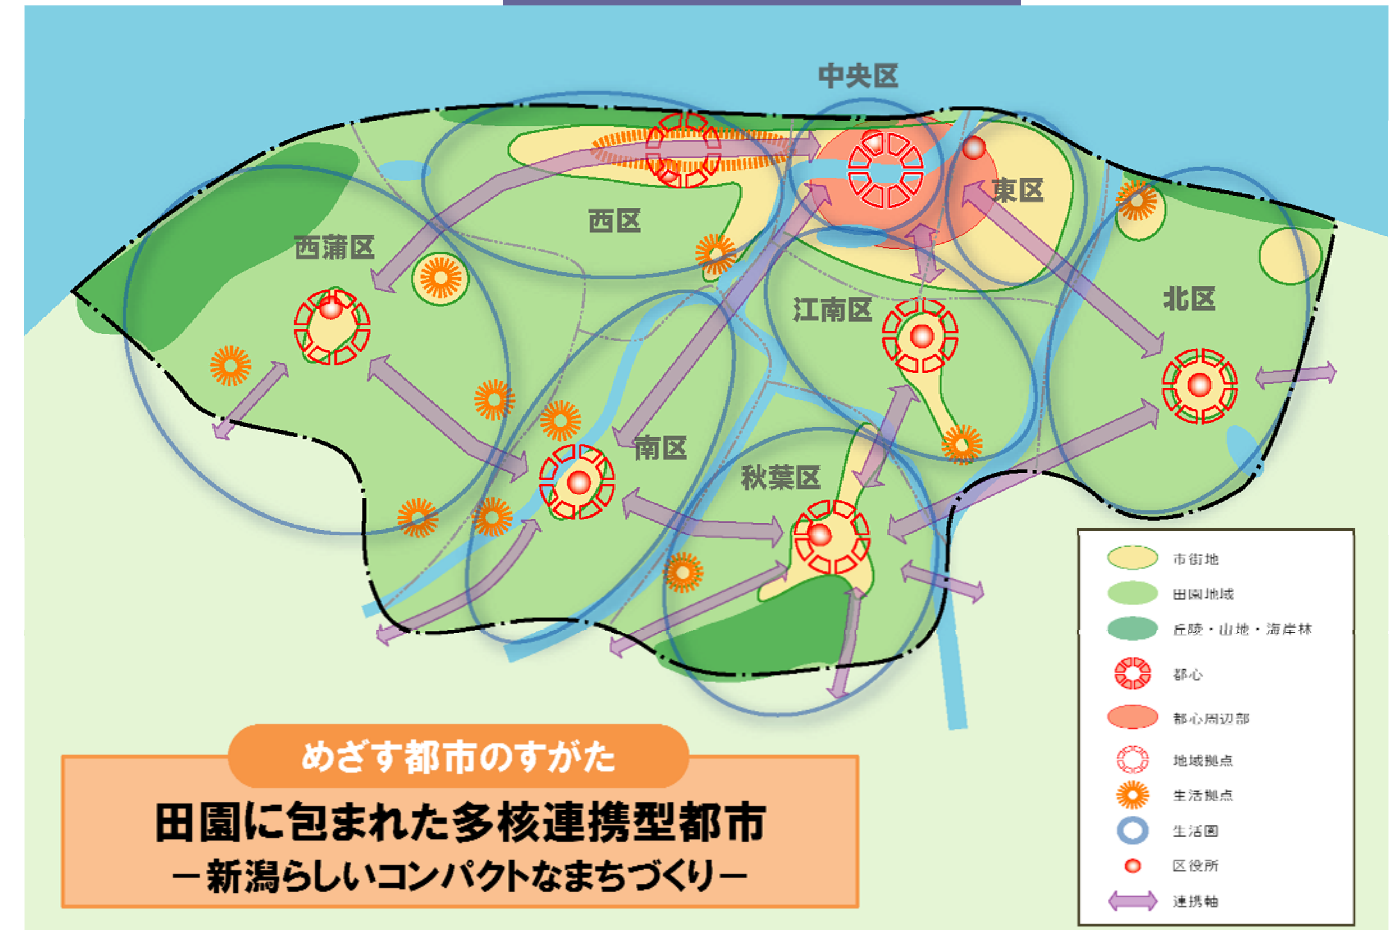 中央区
東区
西区
西蒲区
江南区
北区
南区
秋葉区
市街地
田園地域
丘陵・山地・海岸林
都心
都心周辺部
地域拠点
生活拠点
生活圏
区役所
連携軸
めざす都市のすがた
田園に包まれた多核連携型都市
－新潟らしいコンパクトなまちづくり－